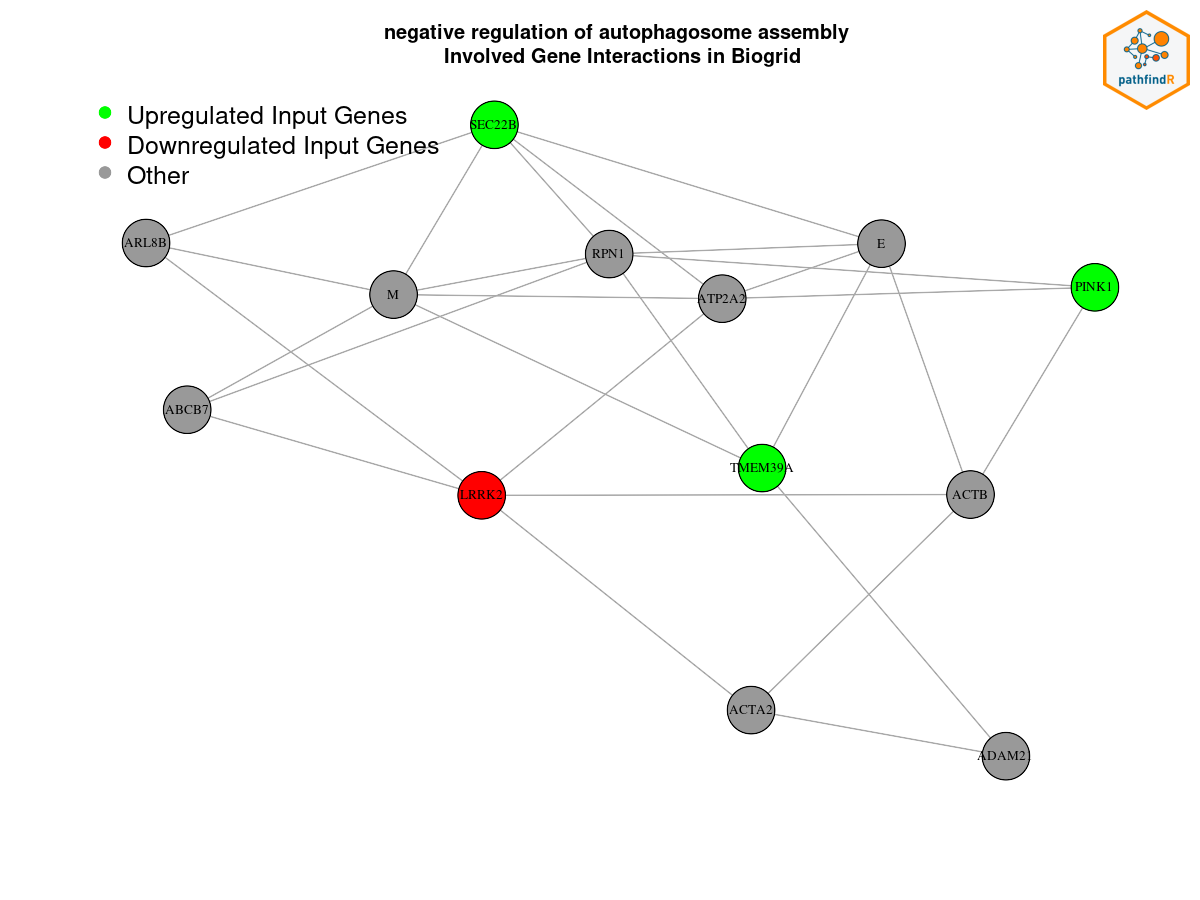 negative regulation of autophagosome assembly
Involved Gene Interactions in Biogrid
pathfindR
Upregulated Input Genes
Downregulated Input Genes
Other
SEC22B
ARL8B
RPN1
E
M
ATP2A2
PINK1
ABCB7
TMEM39A
LRRK2
ACTB
ACTA2
ADAM21